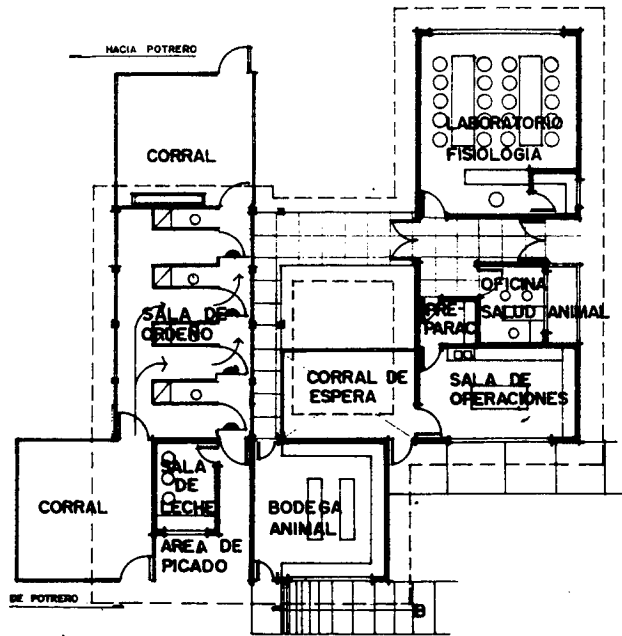 HACIA POTRERO
CORRAL
LABORATORIO
FISIOLOGIA
OFICINA
SALUD ANIMAL
PRE
PARAC.
SALA DE
ORDEÑO
CORRAL DE
ESPERA
SALA DE
OPERACIONES
SALA
DE
LECHE
CORRAL
BODEGA
ANIMAL
AREA DE
PICADO
DE POTRERO
B